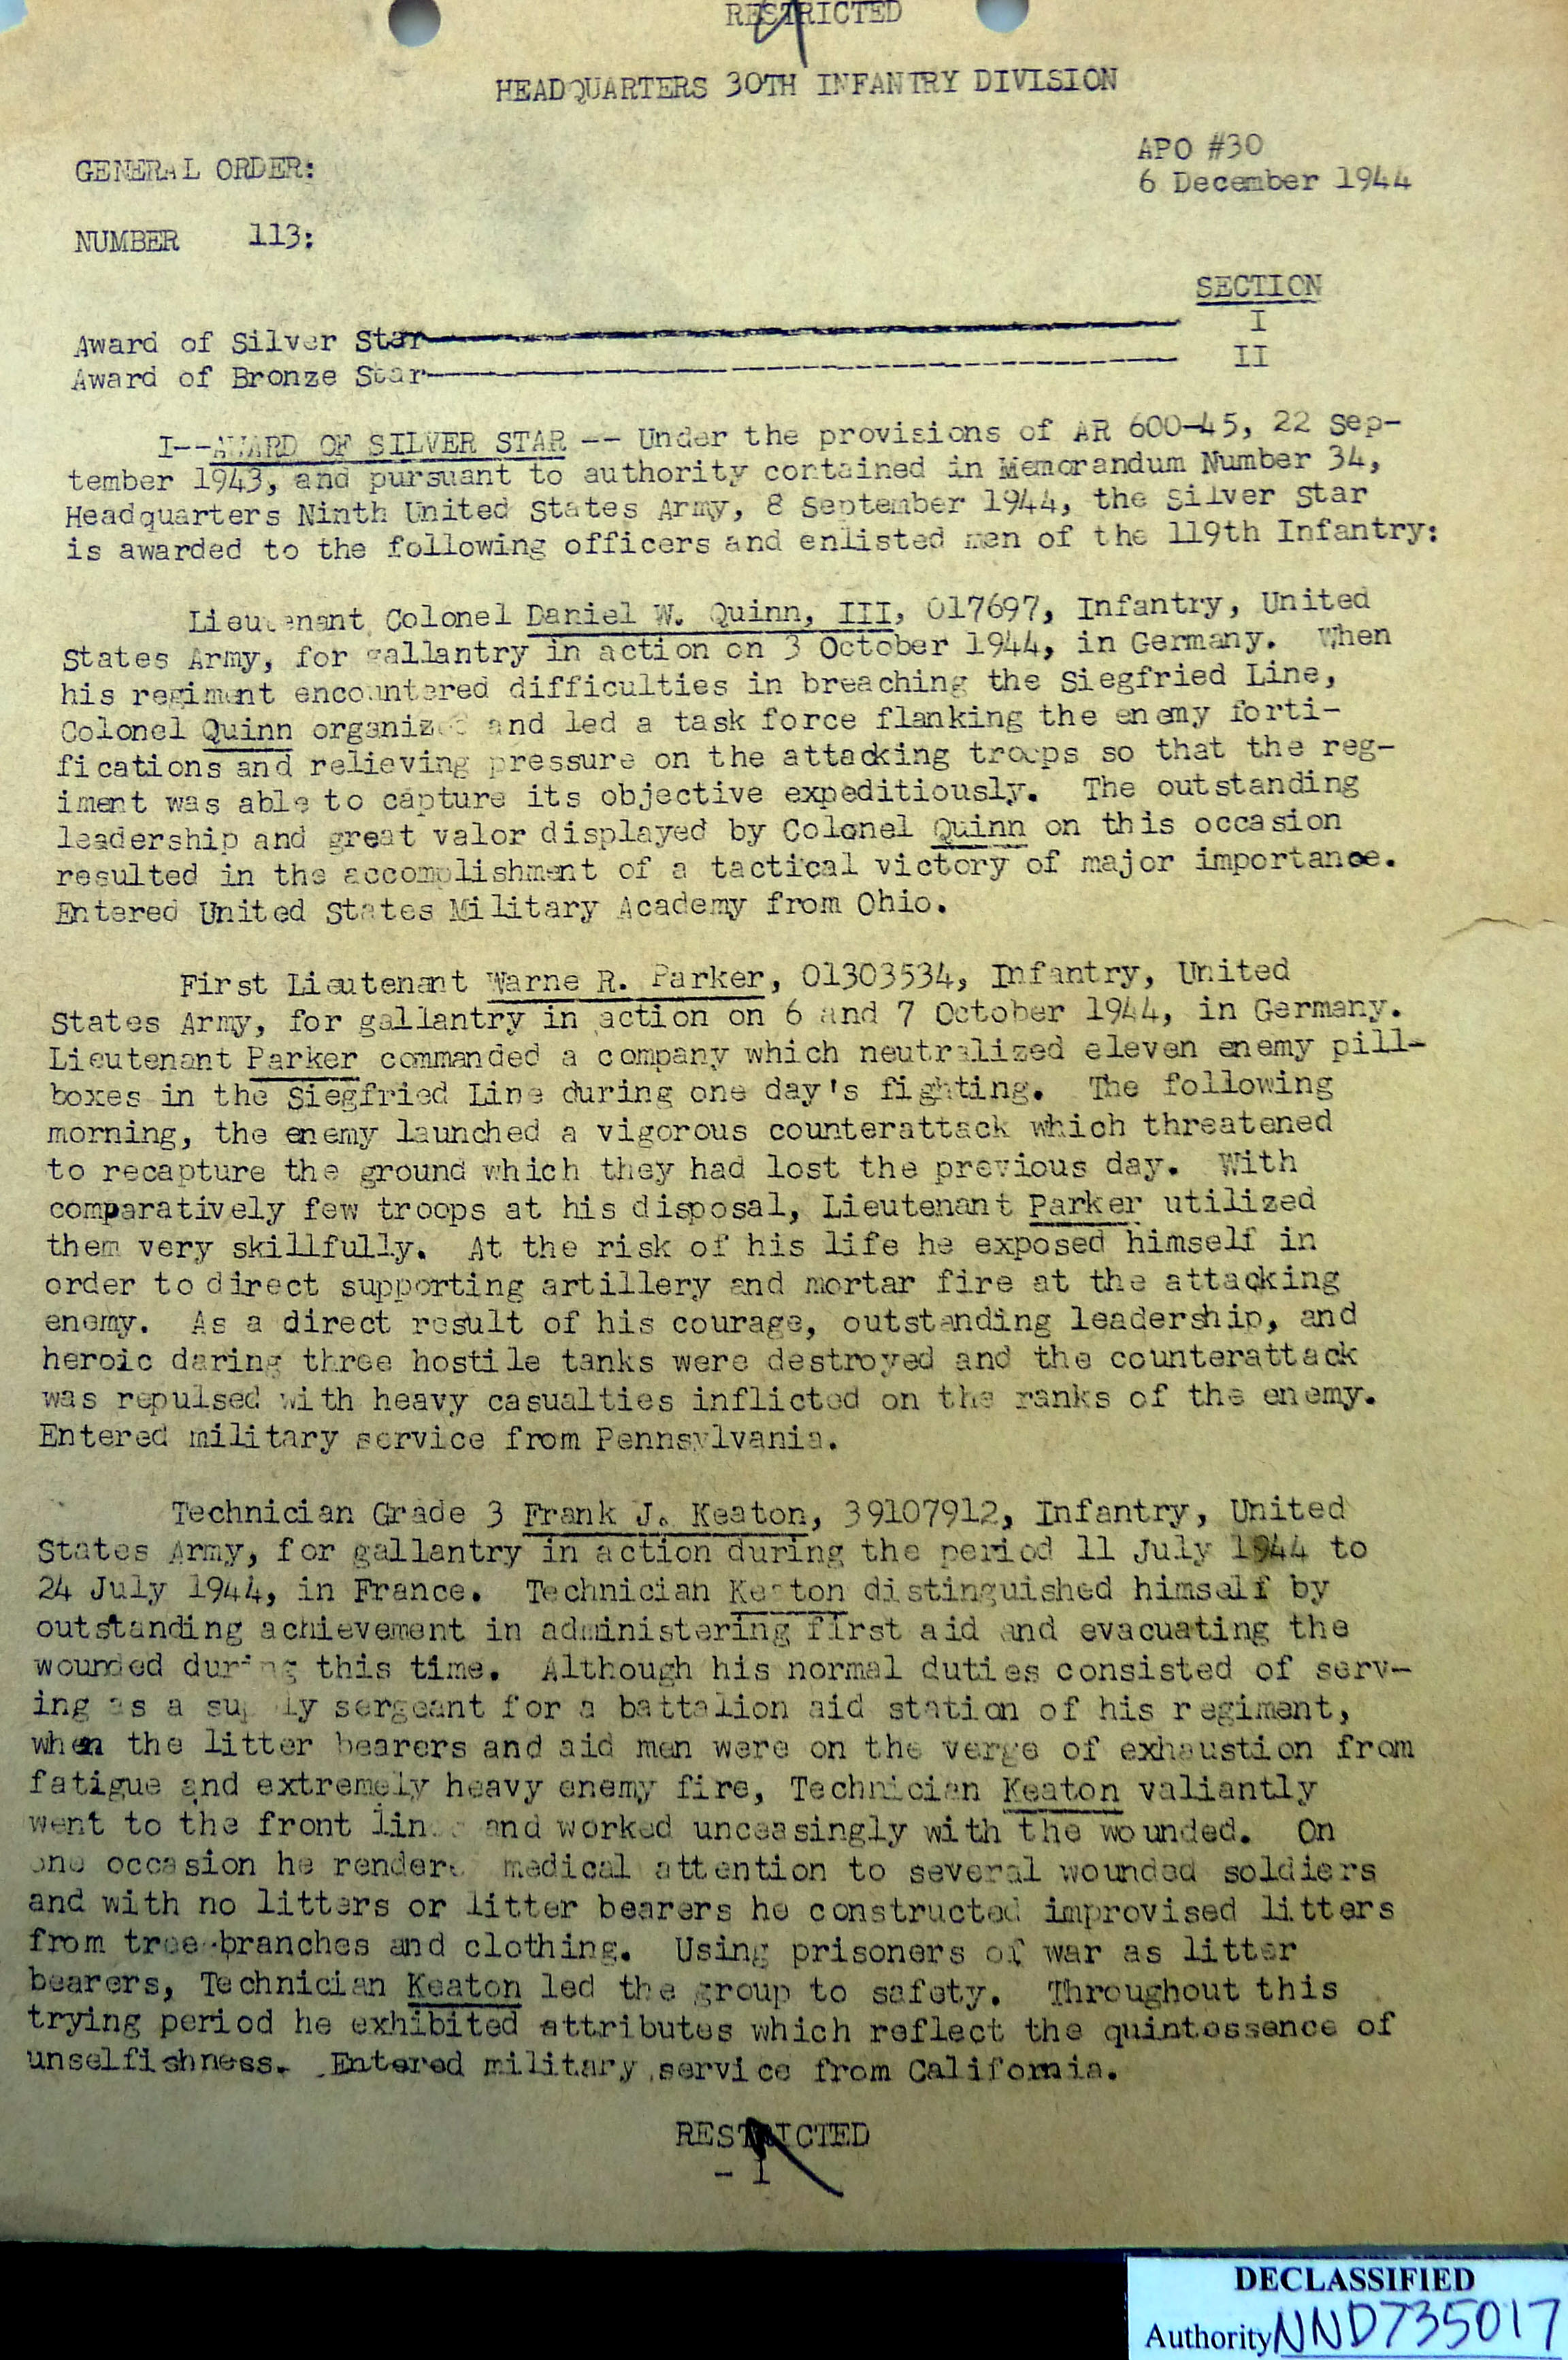 RESTRICTED
HEADQUARTERS 30TH INFANTRY DIVISION
APO #30
GENERAL ORDER:
6 December 1944
NUMBER 113:
SECTION
Award of Silver Star-------------------- I
Award of Bronze Star-------------------- II
I--AWARD OF SILVER STAR -- Under the provisions of AR 600-45, 22 Sep-
tember 1943, and pursuant to authority contained in Memorandum Number 34,
Headquarters Ninth United States Army, 8 September 1944, the Silver Star
is awarded to the following officers and enlisted men of the 119th Infantry:
Lieutenant Colonel Daniel W. Quinn, III, O17697, Infantry, United
States Army, for gallantry in action on 3 October 1944, in Germany. When
his regiment encountered difficulties in breaching the Siegfried Line,
Colonel Quinn organized and led a task force flanking the enemy forti-
fications and relieving pressure on the attacking troops so that the reg-
iment was able to capture its objective expeditiously. The outstanding
leadership and great valor displayed by Colonel Quinn on this occasion
resulted in the accomplishment of a tactical victory of major importance.
Entered United States Military Academy from Ohio.
First Lieutenant Warne R. Parker, O1303534, Infantry, United
States Army, for gallantry in action on 6 and 7 October 1944, in Germany.
Lieutenant Parker commanded a company which neutralized eleven enemy pill-
boxes in the Siegfried Line during one day's fighting. The following
morning, the enemy launched a vigorous counterattack which threatened
to recapture the ground which they had lost the previous day. With
comparatively few troops at his disposal, Lieutenant Parker utilized
them very skillfully. At the risk of his life he exposed himself in
order to direct supporting artillery and mortar fire at the attacking
enemy. As a direct result of his courage, outstanding leadership, and
heroic daring three hostile tanks were destroyed and the counterattack
was repulsed with heavy casualties inflicted on the ranks of the enemy.
Entered military service from Pennsylvania.
Technician Grade 3 Frank J. Keaton, 39107912, Infantry, United
States Army, for gallantry in action during the period 11 July 1944 to
24 July 1944, in France. Technician Keaton distinguished himself by
outstanding achievement in administering first aid and evacuating the
wounded during this time. Although his normal duties consisted of serv-
ing as a supply sergeant for a battalion aid station of his regiment,
when the litter bearers and aid men were on the verge of exhaustion from
fatigue and extremely heavy enemy fire, Technician Keaton valiantly
went to the front lines and worked unceasingly with the wounded. On
one occasion he rendered medical attention to several wounded soldiers
and with no litters or litter bearers he constructed improvised litters
from tree branches and clothing. Using prisoners of war as litter
bearers, Technician Keaton led the group to safety. Throughout this
trying period he exhibited attributes which reflect the quintessence of
unselfishness. Entered military service from California.
RESTRICTED
- 1
DECLASSIFIED
Authority NND735017